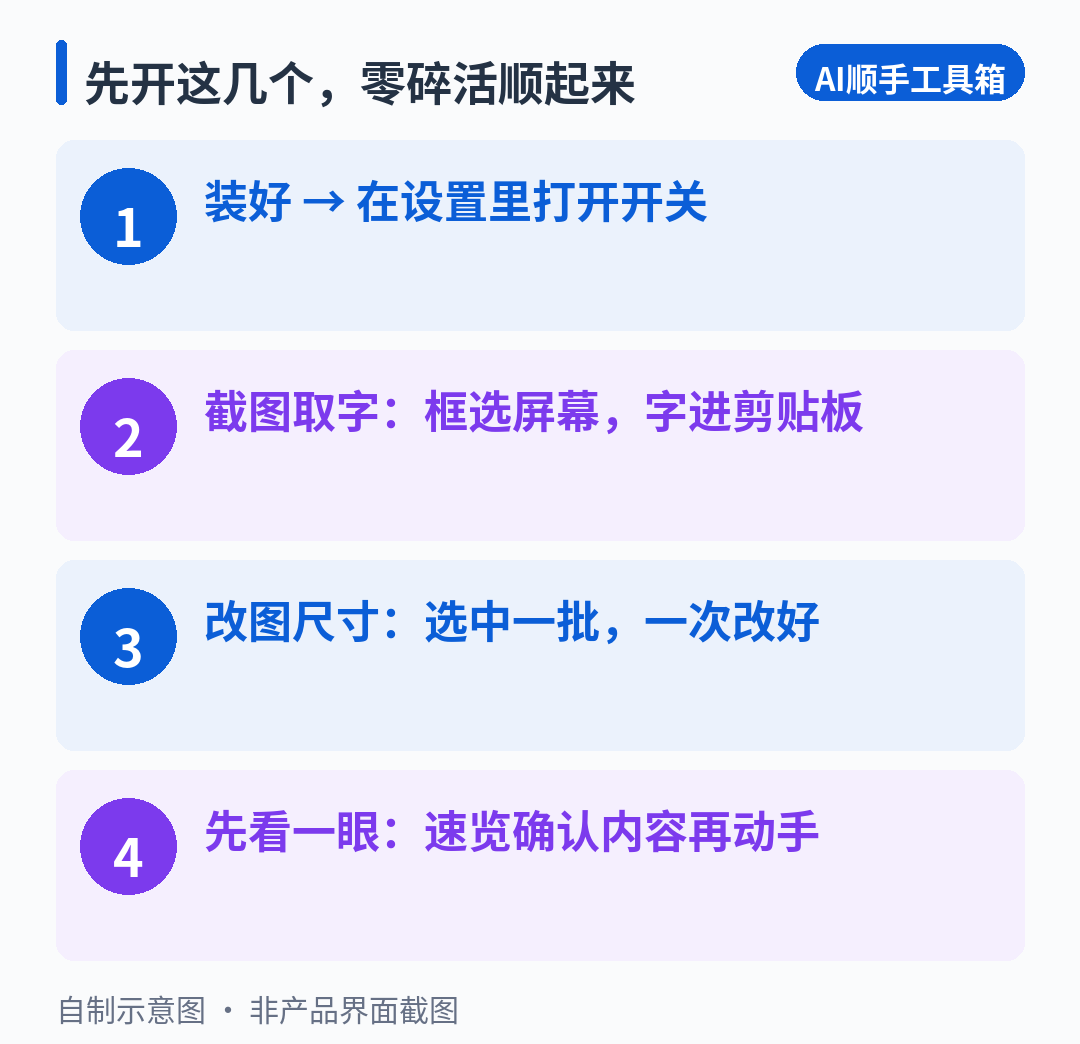 先开这几个，零碎活顺起来
AI顺手工具箱
1
装好 → 在设置里打开开关
2
截图取字：框选屏幕，字进剪贴板
3
改图尺寸：选中一批，一次改好
4
先看一眼：速览确认内容再动手
自制示意图 · 非产品界面截图